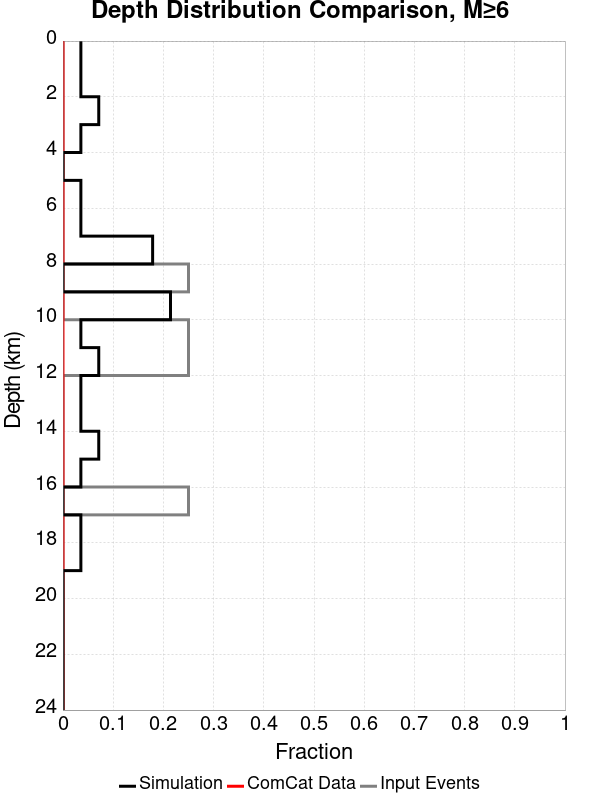 Depth Distribution Comparison, M≥6
0
2
4
6
8
10
12
14
16
18
20
22
24
Depth (km)
0 0.1 0.2 0.3 0.4 0.5 0.6 0.7 0.8 0.9 1
Fraction
Simulation ComCat Data Input Events